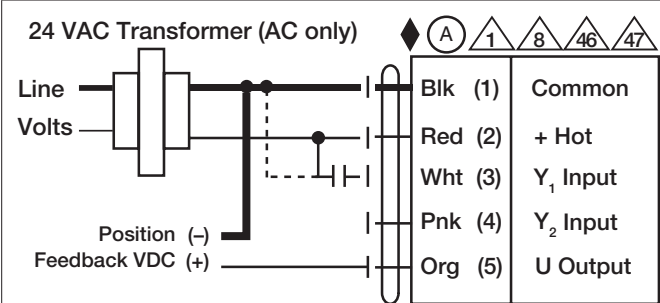 24 VAC Transformer (AC only)
A 1 8 46 47
Line
Volts
Blk (1) Common
Red (2) + Hot
Wht (3) Y₁ Input
Pnk (4) Y₂ Input
Position (–)
Feedback VDC (+)
Org (5) U Output